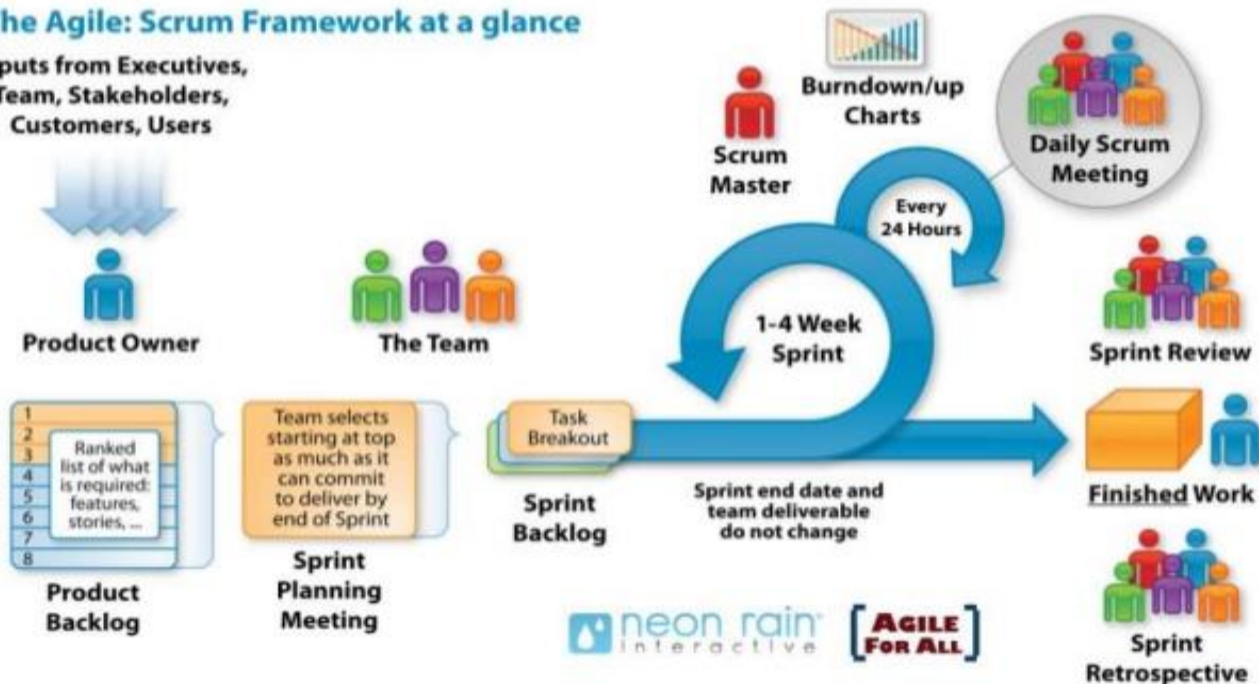 he Agile: Scrum Framework at a glance
puts from Executives,
Team, Stakeholders,
Customers, Users
Product Owner
The Team
Scrum
Master
Burndown/up
Charts
Daily Scrum
Meeting
Every
24 Hours
1-4 Week
Sprint
Sprint Review
1
2
3
4
5
6
7
8
Ranked
list of what
is required:
features,
stories, ...
Product
Backlog
Team selects
starting at top
as much as it
can commit
to deliver by
end of Sprint
Sprint
Planning
Meeting
Task
Breakout
Sprint
Backlog
Sprint end date and
team deliverable
do not change
Finished Work
Sprint
Retrospective
neon rain
interactive
AGILE
FOR ALL